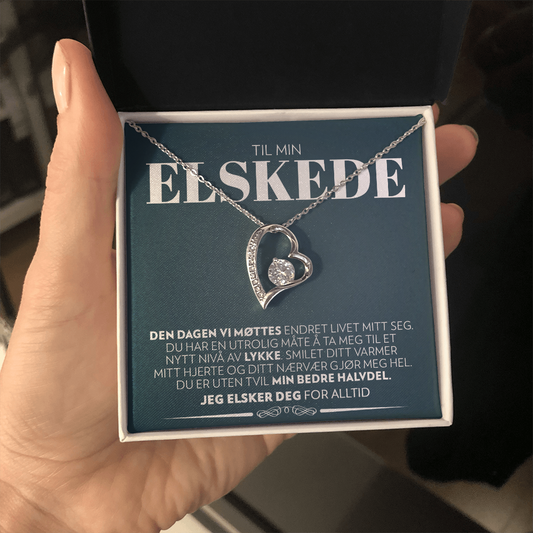 TIL MIN
ELSKEDE
DEN DAGEN VI MØTTES ENDRET LIVET MITT SEG.
DU HAR EN UTROLIG MÅTE Å TA MEG TIL ET
NYTT NIVÅ AV LYKKE. SMILET DITT VARMER
MITT HJERTE OG DITT NÆRVÆR GJØR MEG HEL.
DU ER UTEN TVIL MIN BEDRE HALVDEL.
JEG ELSKER DEG FOR ALLTID